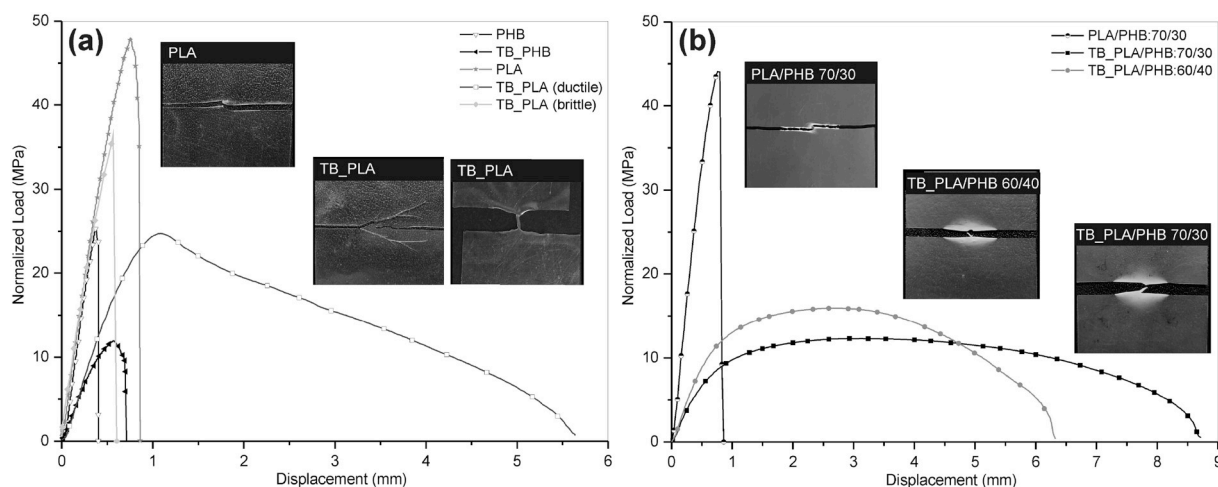 (a)
50
40
30
20
10
0
Normalized Load (MPa)
0 1 2 3 4 5 6
Displacement (mm)
PHB
TB_PHB
PLA
TB_PLA (ductile)
TB_PLA (brittle)
PLA
TB_PLA
TB_PLA
(b)
50
40
30
20
10
0
Normalized Load (MPa)
0 1 2 3 4 5 6 7 8 9
Displacement (mm)
PLA/PHB:70/30
TB_PLA/PHB:70/30
TB_PLA/PHB:60/40
PLA/PHB 70/30
TB_PLA/PHB 60/40
TB_PLA/PHB 70/30